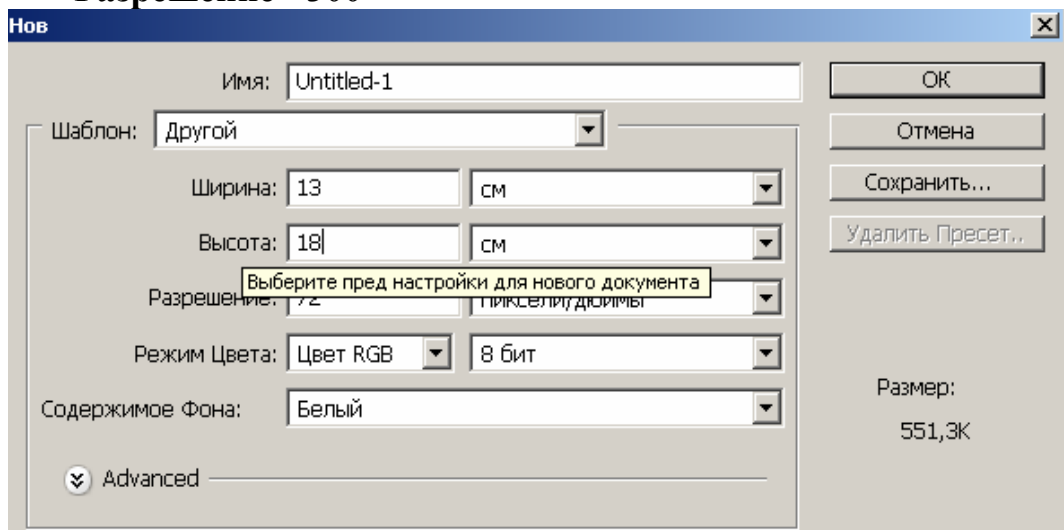 Нов
Имя: Untitled-1
ОК
Шаблон: Другой
Отмена
Ширина: 13 см
Сохранить...
Высота: 18 см
Удалить Пресет..
Выберите пред настройки для нового документа
Разрешение: 72 пиксели/дюймы
Режим Цвета: Цвет RGB 8 бит
Размер:
Содержимое Фона: Белый
551,3К
Advanced